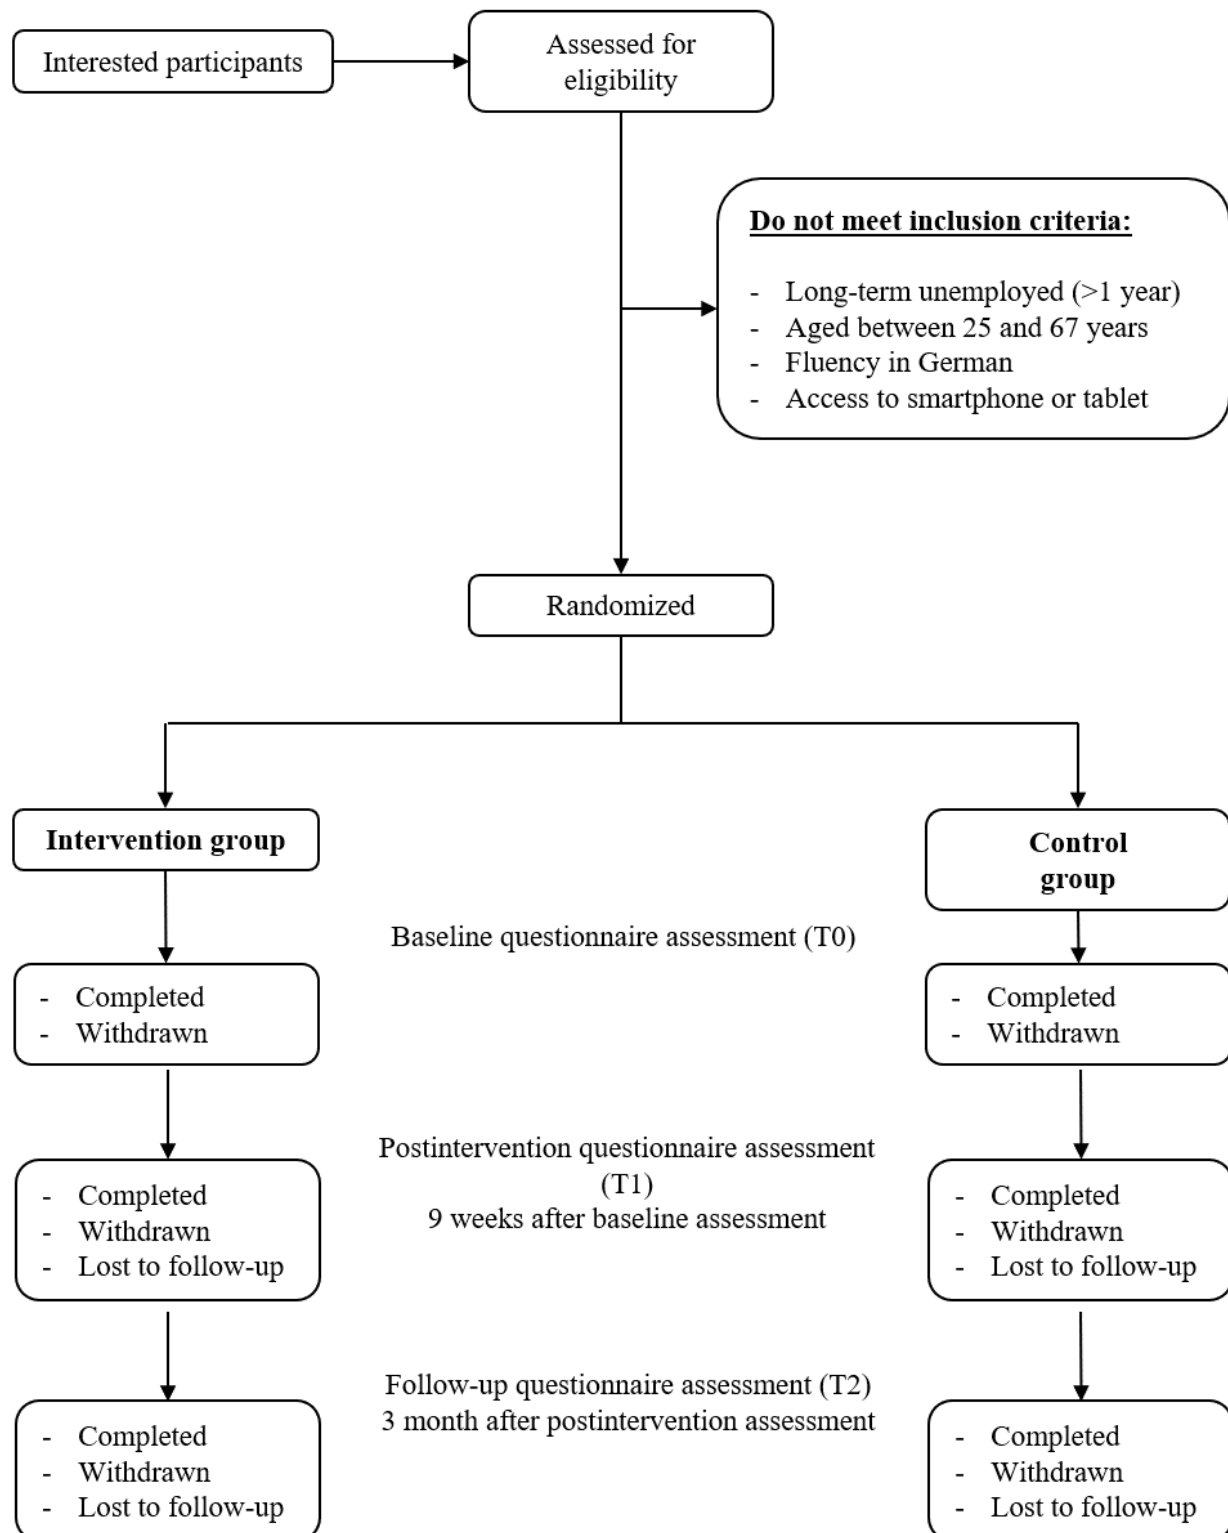 Interested participants
Assessed for
eligibility
Do not meet inclusion criteria:
- Long-term unemployed (>1 year)
- Aged between 25 and 67 years
- Fluency in German
- Access to smartphone or tablet
Randomized
Intervention group
Control
group
Baseline questionnaire assessment (T0)
- Completed
- Withdrawn
- Completed
- Withdrawn
Postintervention questionnaire assessment
(T1)
9 weeks after baseline assessment
- Completed
- Withdrawn
- Lost to follow-up
- Completed
- Withdrawn
- Lost to follow-up
Follow-up questionnaire assessment (T2)
3 month after postintervention assessment
- Completed
- Withdrawn
- Lost to follow-up
- Completed
- Withdrawn
- Lost to follow-up